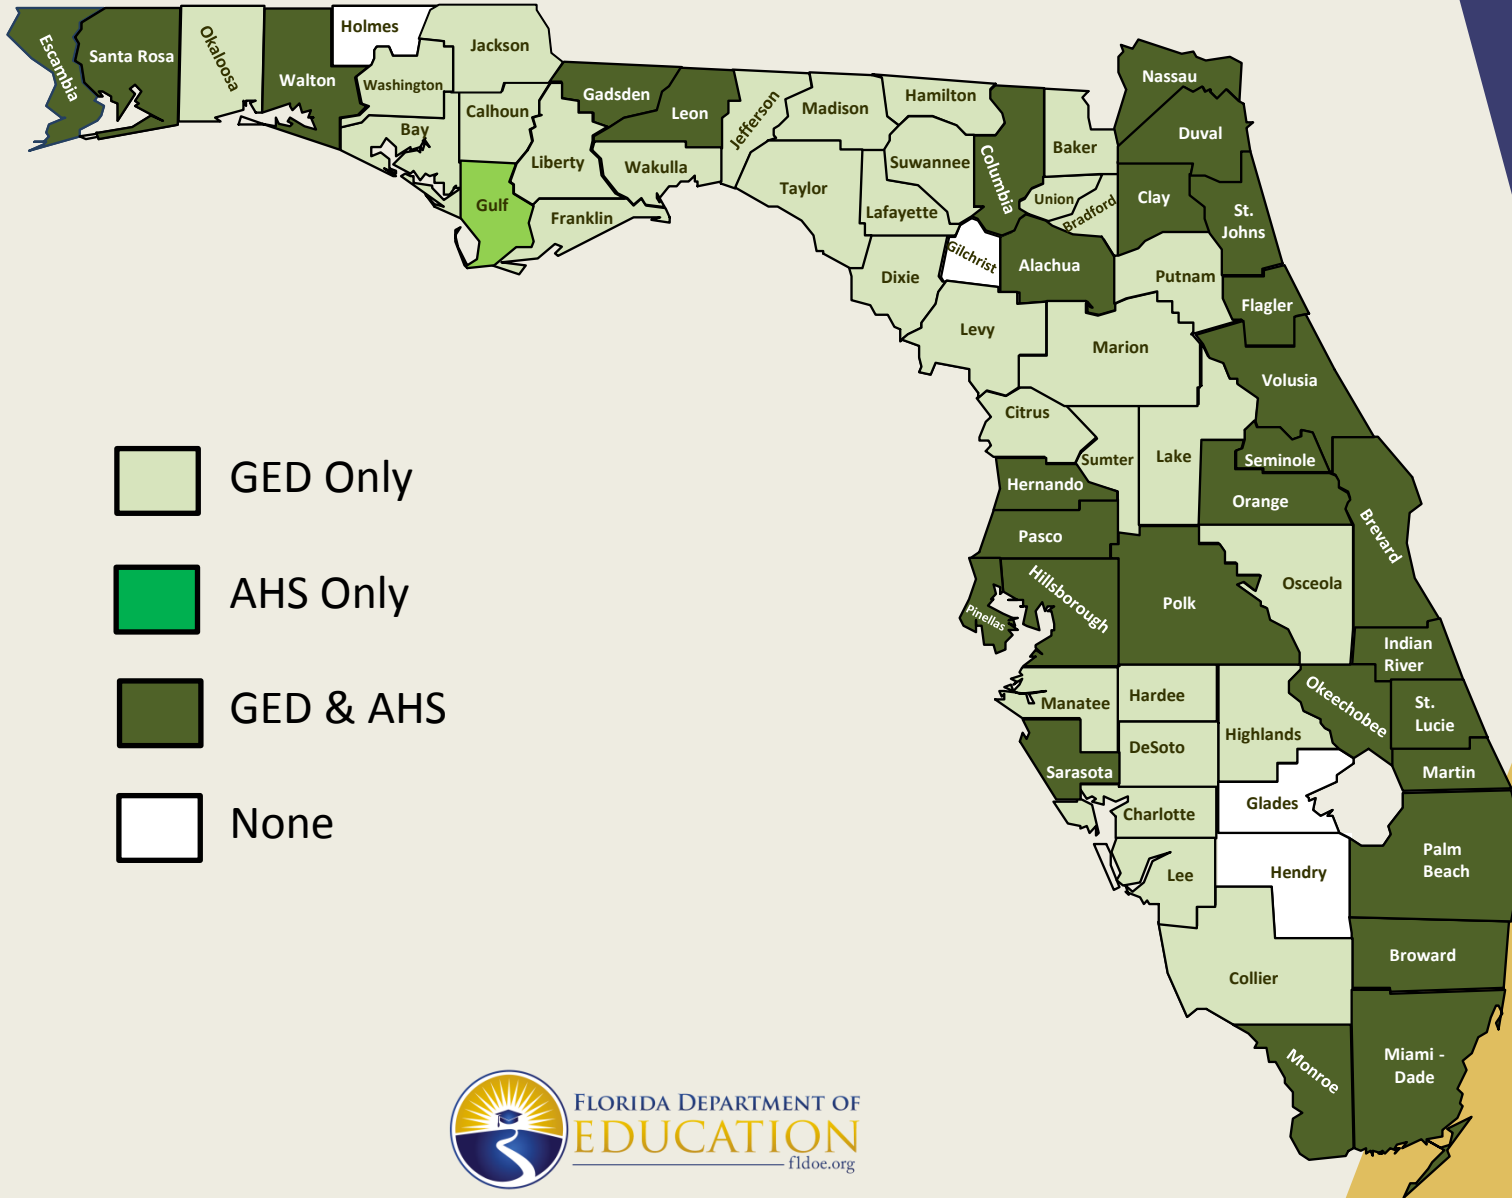 Holmes
Jackson
Okaloosa
Escambia
Santa Rosa
Walton
Washington
Gadsden
Hamilton
Nassau
Calhoun
Leon
Jefferson
Madison
Bay
Duval
Baker
Liberty
Wakulla
Suwannee
Columbia
Taylor
Union
Clay
Gulf
Franklin
Lafayette
Bradford
St.
Johns
Gilchrist
Alachua
Dixie
Putnam
Flagler
Levy
Marion
Volusia
Citrus
Sumter
Lake
Seminole
Hernando
Orange
Pasco
Brevard
Hillsborough
Osceola
Polk
Pinellas
Indian
River
Manatee
Hardee
Okeechobee
St.
Lucie
Highlands
DeSoto
Sarasota
Martin
Glades
Charlotte
Palm
Beach
Hendry
Lee
Broward
Collier
Miami -
Dade
Monroe
GED Only
AHS Only
GED & AHS
None
FLORIDA DEPARTMENT OF
EDUCATION
fldoe.org